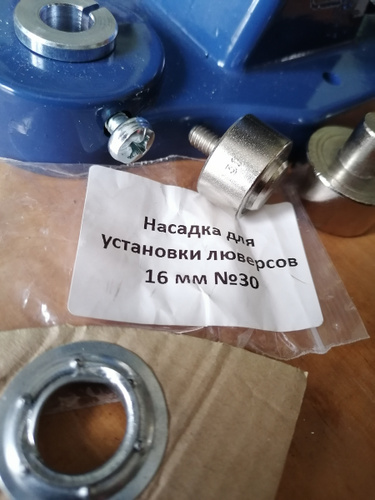 Насадка для
установки люверсов
16 мм №30